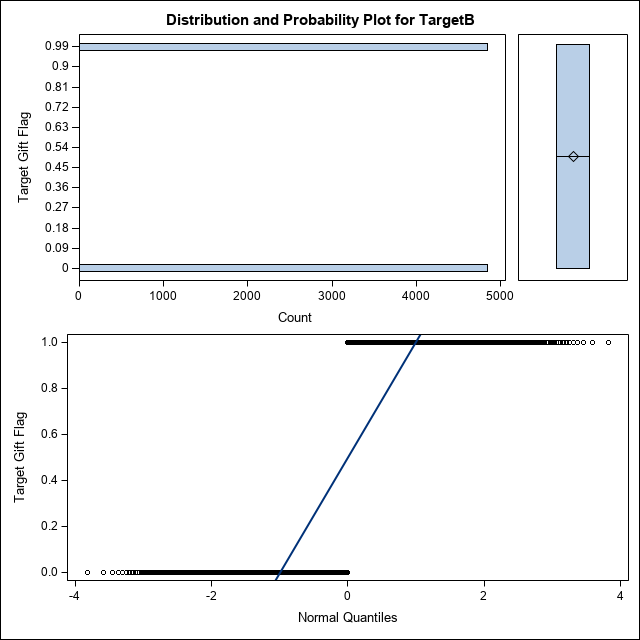 Distribution and Probability Plot for TargetB
Target Gift Flag
0.99
0.9
0.81
0.72
0.63
0.54
0.45
0.36
0.27
0.18
0.09
0
0 1000 2000 3000 4000 5000
Count
Target Gift Flag
1.0
0.8
0.6
0.4
0.2
0.0
-4 -2 0 2 4
Normal Quantiles